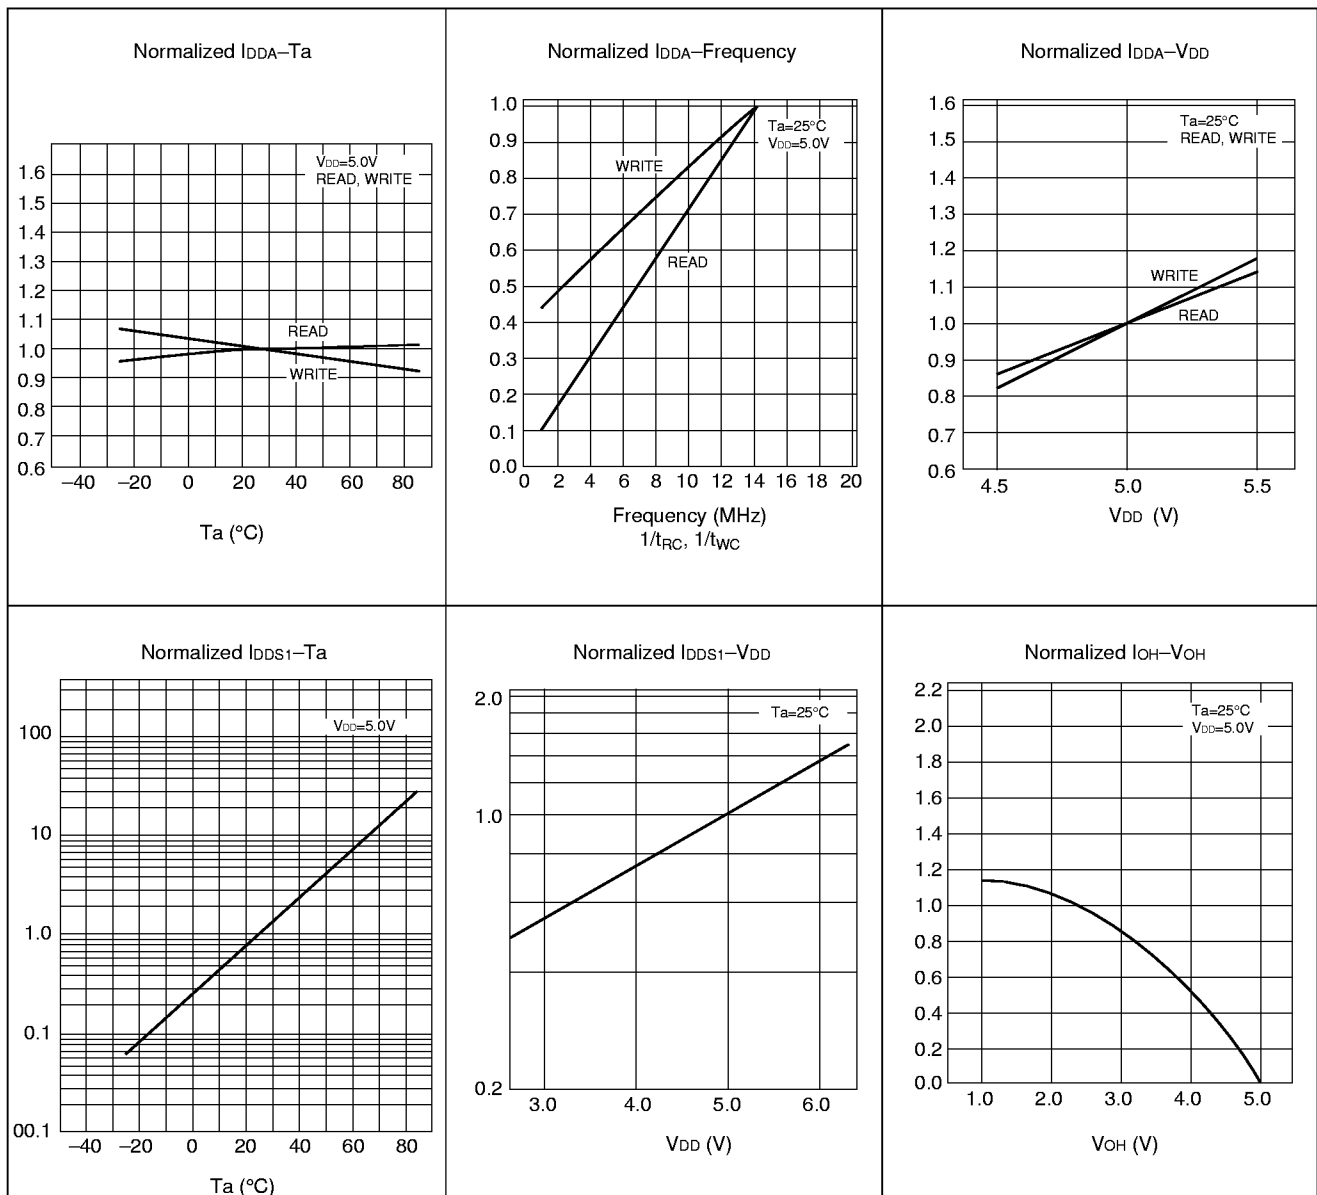 Normalized IDDA–Ta
VDD=5.0V
READ, WRITE
1.6
1.5
1.4
1.3
1.2
1.1
1.0
0.9
0.8
0.7
0.6
READ
WRITE
–40 –20 0 20 40 60 80
Ta (°C)
Normalized IDDA–Frequency
Ta=25°C
VDD=5.0V
1.0
0.9
0.8
0.7
0.6
0.5
0.4
0.3
0.2
0.1
0.0
WRITE
READ
0 2 4 6 8 10 12 14 16 18 20
Frequency (MHz)
1/tRC, 1/tWC
Normalized IDDA–VDD
Ta=25°C
READ, WRITE
1.6
1.5
1.4
1.3
1.2
1.1
1.0
0.9
0.8
0.7
0.6
WRITE
READ
4.5 5.0 5.5
VDD (V)
Normalized IDDS1–Ta
VDD=5.0V
100
10
1.0
0.1
00.1
–40 –20 0 20 40 60 80
Ta (°C)
Normalized IDDS1–VDD
Ta=25°C
2.0
1.0
0.2
3.0 4.0 5.0 6.0
VDD (V)
Normalized IOH–VOH
Ta=25°C
VDD=5.0V
2.2
2.0
1.8
1.6
1.4
1.2
1.0
0.8
0.6
0.4
0.2
0.0
1.0 2.0 3.0 4.0 5.0
VOH (V)